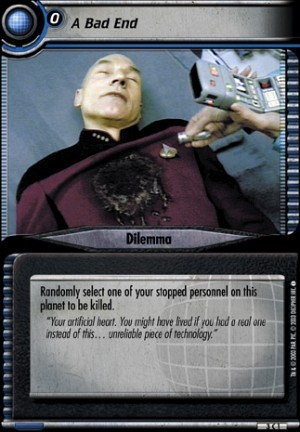 0 A Bad End
Dilemma
Randomly select one of your stopped personnel on this
planet to be killed.
"Your artificial heart. You might have lived if you had a real one
instead of this... unreliable piece of technology."